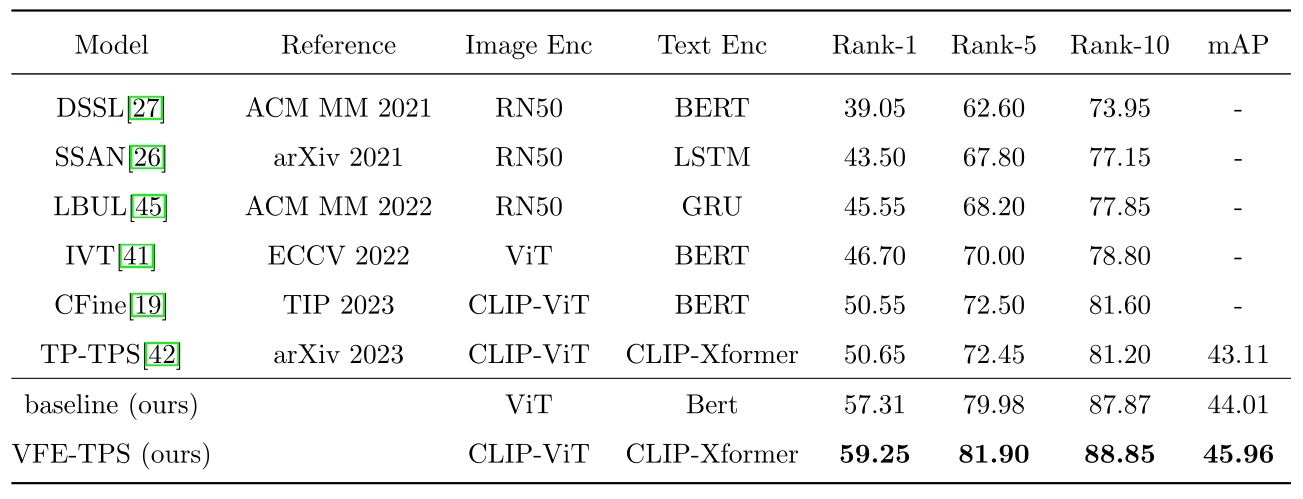 Model Reference Image Enc Text Enc Rank-1 Rank-5 Rank-10 mAP
DSSL[27] ACM MM 2021 RN50 BERT 39.05 62.60 73.95 -
SSAN[26] arXiv 2021 RN50 LSTM 43.50 67.80 77.15 -
LBUL[45] ACM MM 2022 RN50 GRU 45.55 68.20 77.85 -
IVT[41] ECCV 2022 ViT BERT 46.70 70.00 78.80 -
CFine[19] TIP 2023 CLIP-ViT BERT 50.55 72.50 81.60 -
TP-TPS[42] arXiv 2023 CLIP-ViT CLIP-Xformer 50.65 72.45 81.20 43.11
baseline (ours) ViT Bert 57.31 79.98 87.87 44.01
VFE-TPS (ours) CLIP-ViT CLIP-Xformer 59.25 81.90 88.85 45.96